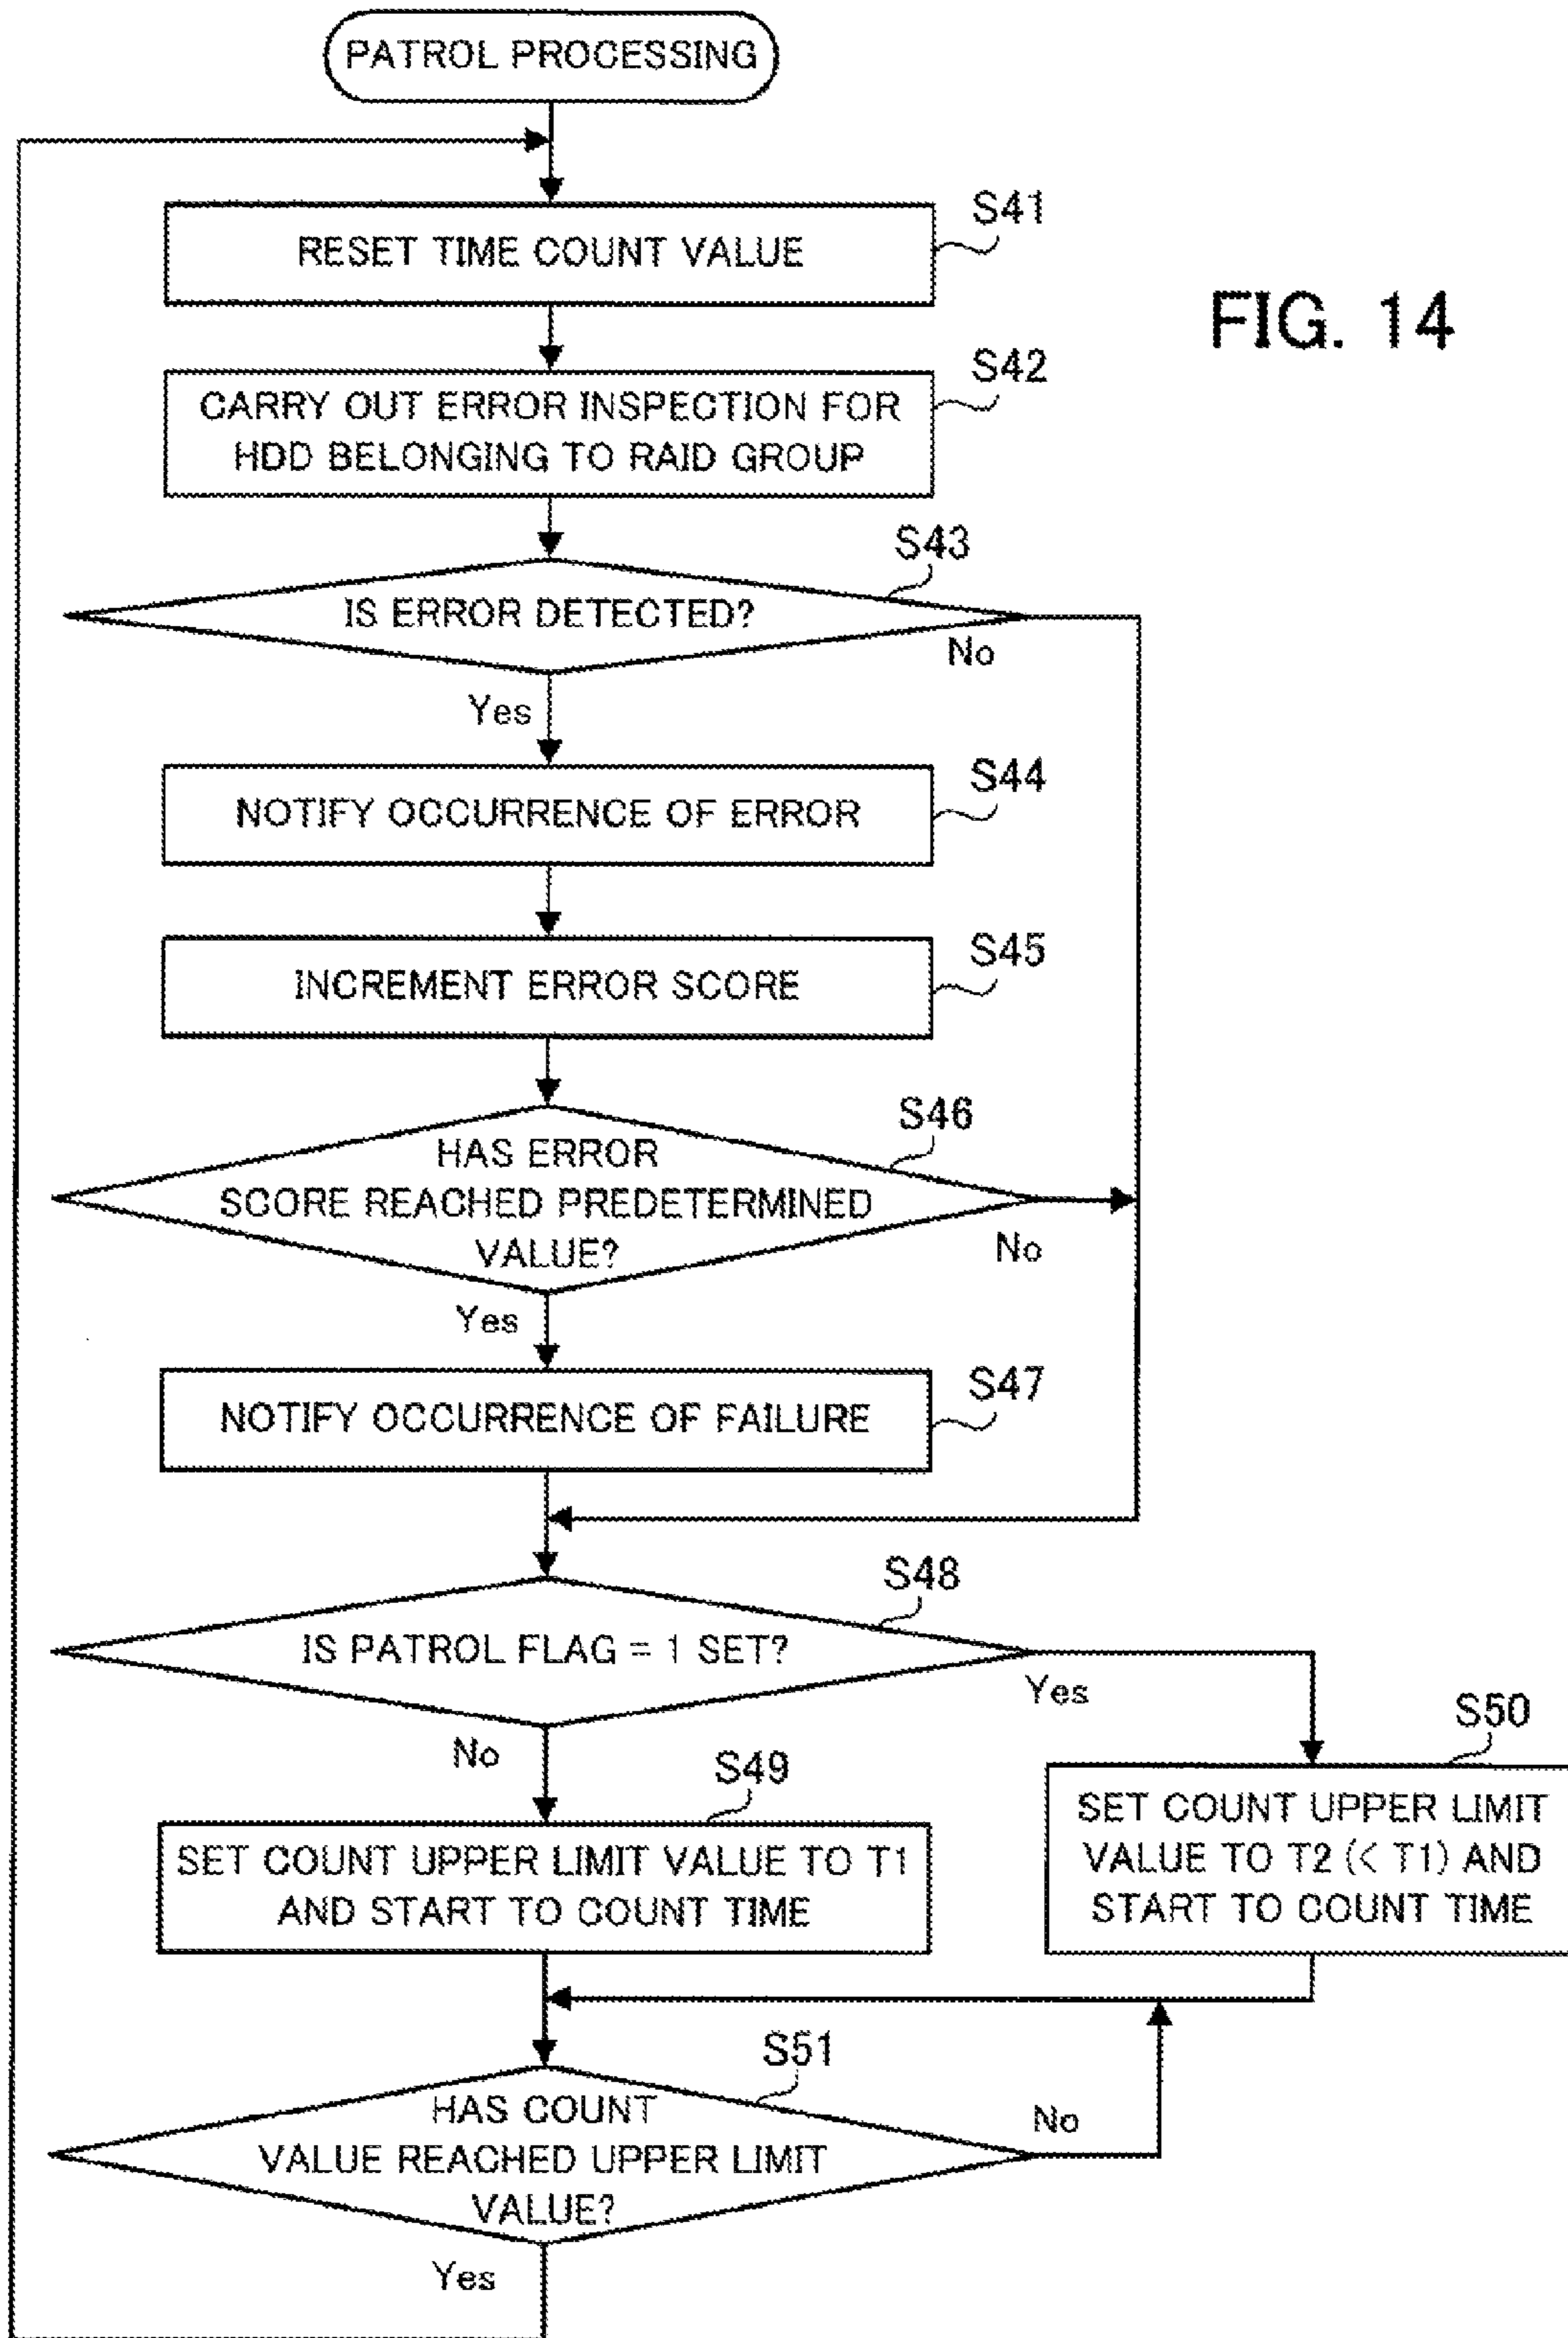 PATROL PROCESSING
S41
RESET TIME COUNT VALUE
FIG. 14
S42
CARRY OUT ERROR INSPECTION FOR
HDD BELONGING TO RAID GROUP
S43
IS ERROR DETECTED?
No
Yes
S44
NOTIFY OCCURRENCE OF ERROR
S45
INCREMENT ERROR SCORE
S46
HAS ERROR
SCORE REACHED PREDETERMINED
VALUE?
No
Yes
S47
NOTIFY OCCURRENCE OF FAILURE
S48
IS PATROL FLAG = 1 SET?
Yes
No
S49
SET COUNT UPPER LIMIT VALUE TO T1
AND START TO COUNT TIME
S50
SET COUNT UPPER LIMIT
VALUE TO T2 (< T1) AND
START TO COUNT TIME
S51
HAS COUNT
VALUE REACHED UPPER LIMIT
VALUE?
No
Yes